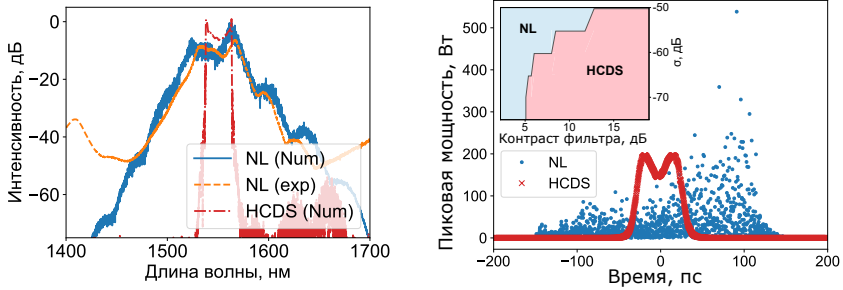 Интенсивность, дБ
0
−20
−40
−60
NL (Num)
NL (exp)
HCDS (Num)
1400 1500 1600 1700
Длина волны, нм
Пиковая мощность, Вт
500
400
300
200
100
0
NL
HCDS
−50
−60
−70
σ, дБ
5 10 15
Контраст фильтра, дБ
NL
HCDS
−200 −100 0 100 200
Время, пс